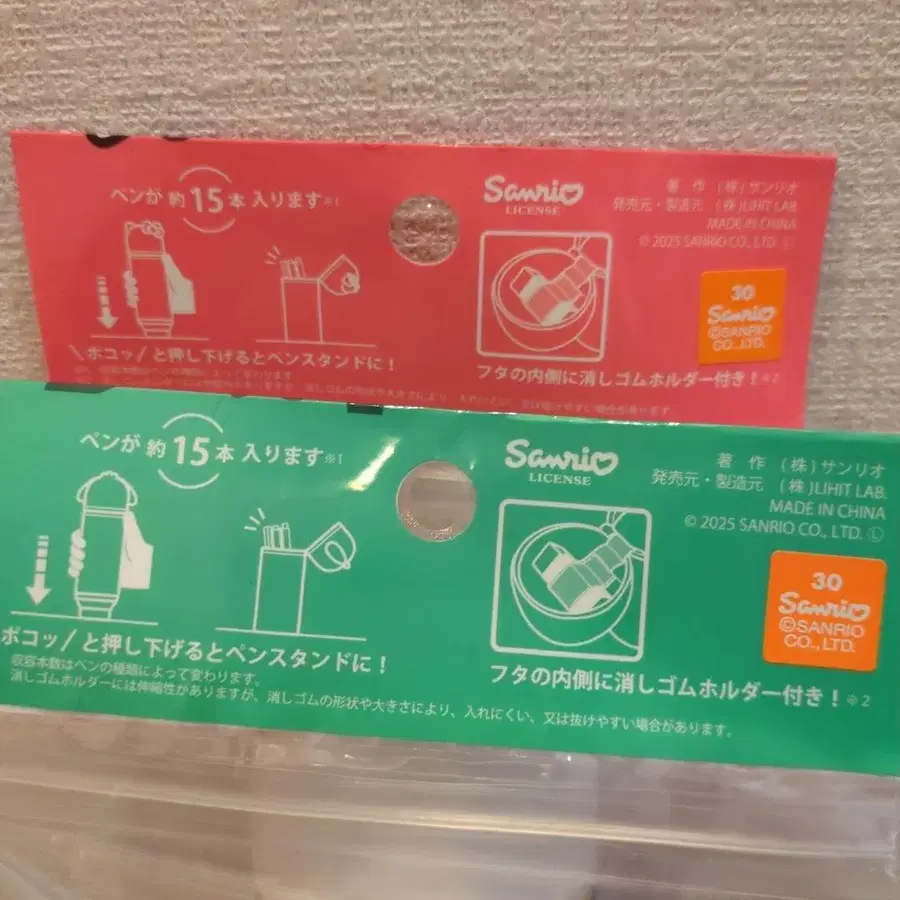 ペンが 約15本 入ります※1
ポコッ/ と押し下げるとペンスタンドに！
Sanrio
LICENSE
フタの内側に消しゴムホルダー付き！※2
著 作 (株)サンリオ
発売元・製造元 (株)LIHIT LAB.
MADE IN CHINA
© 2025 SANRIO CO., LTD. Ⓛ
30
Sanrio
©SANRIO
CO.,LTD.
ペンが 約15本 入ります※1
ポコッ/ と押し下げるとペンスタンドに！
収容本数はペンの種類によって変わります。
消しゴムホルダーには伸縮性がありますが、消しゴムの形状や大きさにより、入れにくい、又は抜けやすい場合があります。
Sanrio
LICENSE
フタの内側に消しゴムホルダー付き！※2
著 作 (株)サンリオ
発売元・製造元 (株)LIHIT LAB.
MADE IN CHINA
© 2025 SANRIO CO., LTD. Ⓛ
30
Sanrio
©SANRIO
CO.,LTD.